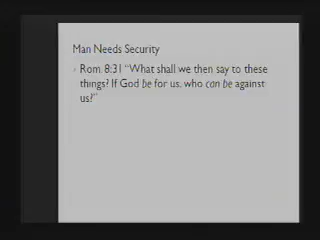 Man Needs Security
Rom. 8:31 "What shall we then say to these
things? If God be for us, who can be against
us?"